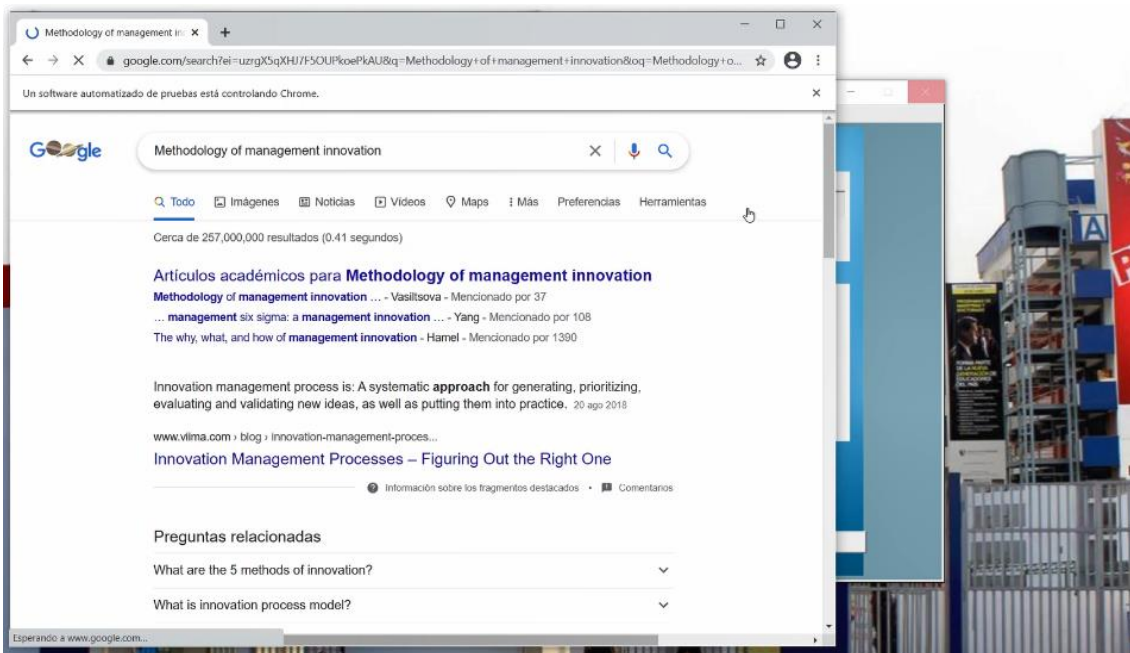 Methodology of management in
google.com/search?ei=uzrgX5qXHJ7F5OUPkoePkAU&q=Methodology+of+management+innovation&oq=Methodology+o...
Un software automatizado de pruebas está controlando Chrome.
Google
Methodology of management innovation
Todo Imágenes Noticias Vídeos Maps Más Preferencias Herramientas
Cerca de 257,000,000 resultados (0.41 segundos)
Artículos académicos para Methodology of management innovation
Methodology of management innovation ... - Vasiltsova - Mencionado por 37
... management six sigma: a management innovation ... - Yang - Mencionado por 108
The why, what, and how of management innovation - Hamel - Mencionado por 1390
Innovation management process is: A systematic approach for generating, prioritizing,
evaluating and validating new ideas, as well as putting them into practice. 20 ago 2018
www.viima.com › blog › innovation-management-proces...
Innovation Management Processes – Figuring Out the Right One
Información sobre los fragmentos destacados • Comentarios
Preguntas relacionadas
What are the 5 methods of innovation?
What is innovation process model?
Esperando a www.google.com...